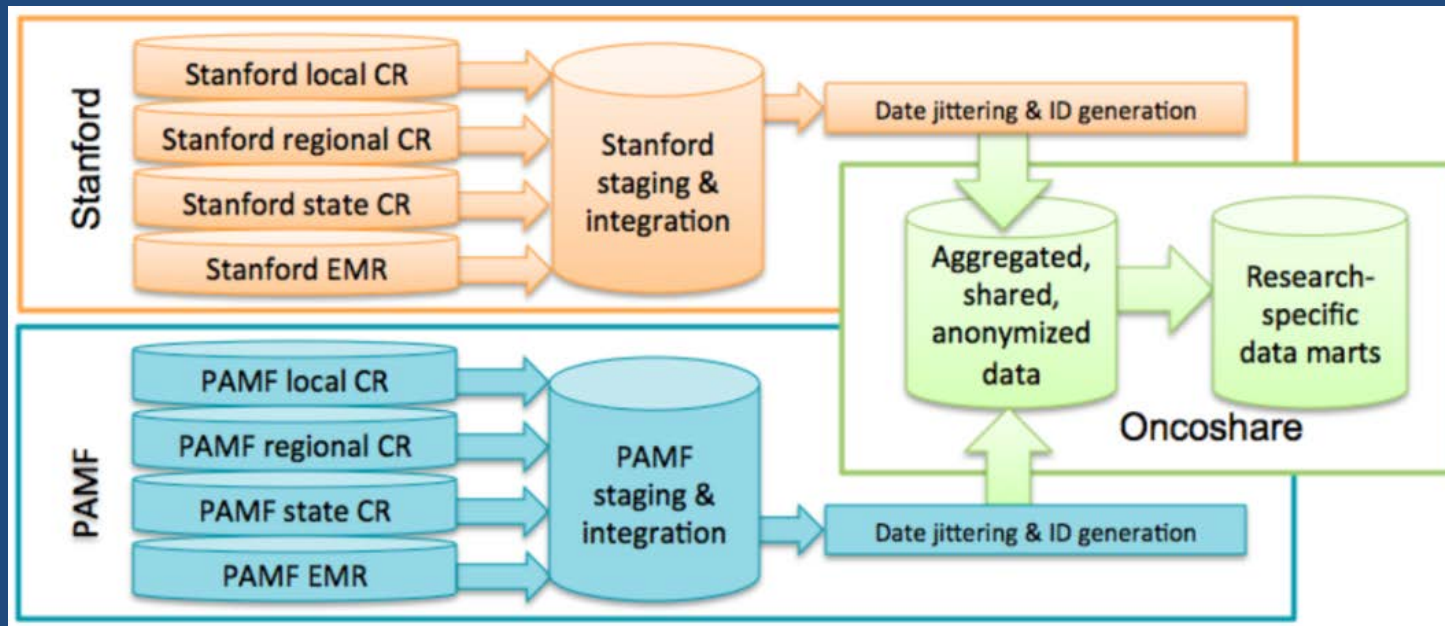 Stanford
Stanford local CR
Stanford regional CR
Stanford state CR
Stanford EMR
Stanford
staging &
integration
Date jittering & ID generation
PAMF
PAMF local CR
PAMF regional CR
PAMF state CR
PAMF EMR
PAMF
staging &
integration
Date jittering & ID generation
Aggregated,
shared,
anonymized
data
Research-
specific
data marts
Oncoshare